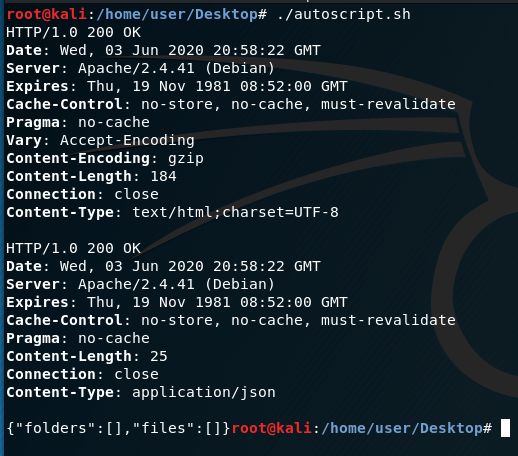 root@kali:/home/user/Desktop# ./autoscript.sh
HTTP/1.0 200 OK
Date: Wed, 03 Jun 2020 20:58:22 GMT
Server: Apache/2.4.41 (Debian)
Expires: Thu, 19 Nov 1981 08:52:00 GMT
Cache-Control: no-store, no-cache, must-revalidate
Pragma: no-cache
Vary: Accept-Encoding
Content-Encoding: gzip
Content-Length: 184
Connection: close
Content-Type: text/html;charset=UTF-8
HTTP/1.0 200 OK
Date: Wed, 03 Jun 2020 20:58:22 GMT
Server: Apache/2.4.41 (Debian)
Expires: Thu, 19 Nov 1981 08:52:00 GMT
Cache-Control: no-store, no-cache, must-revalidate
Pragma: no-cache
Content-Length: 25
Connection: close
Content-Type: application/json
{"folders":[],"files":[]}root@kali:/home/user/Desktop#